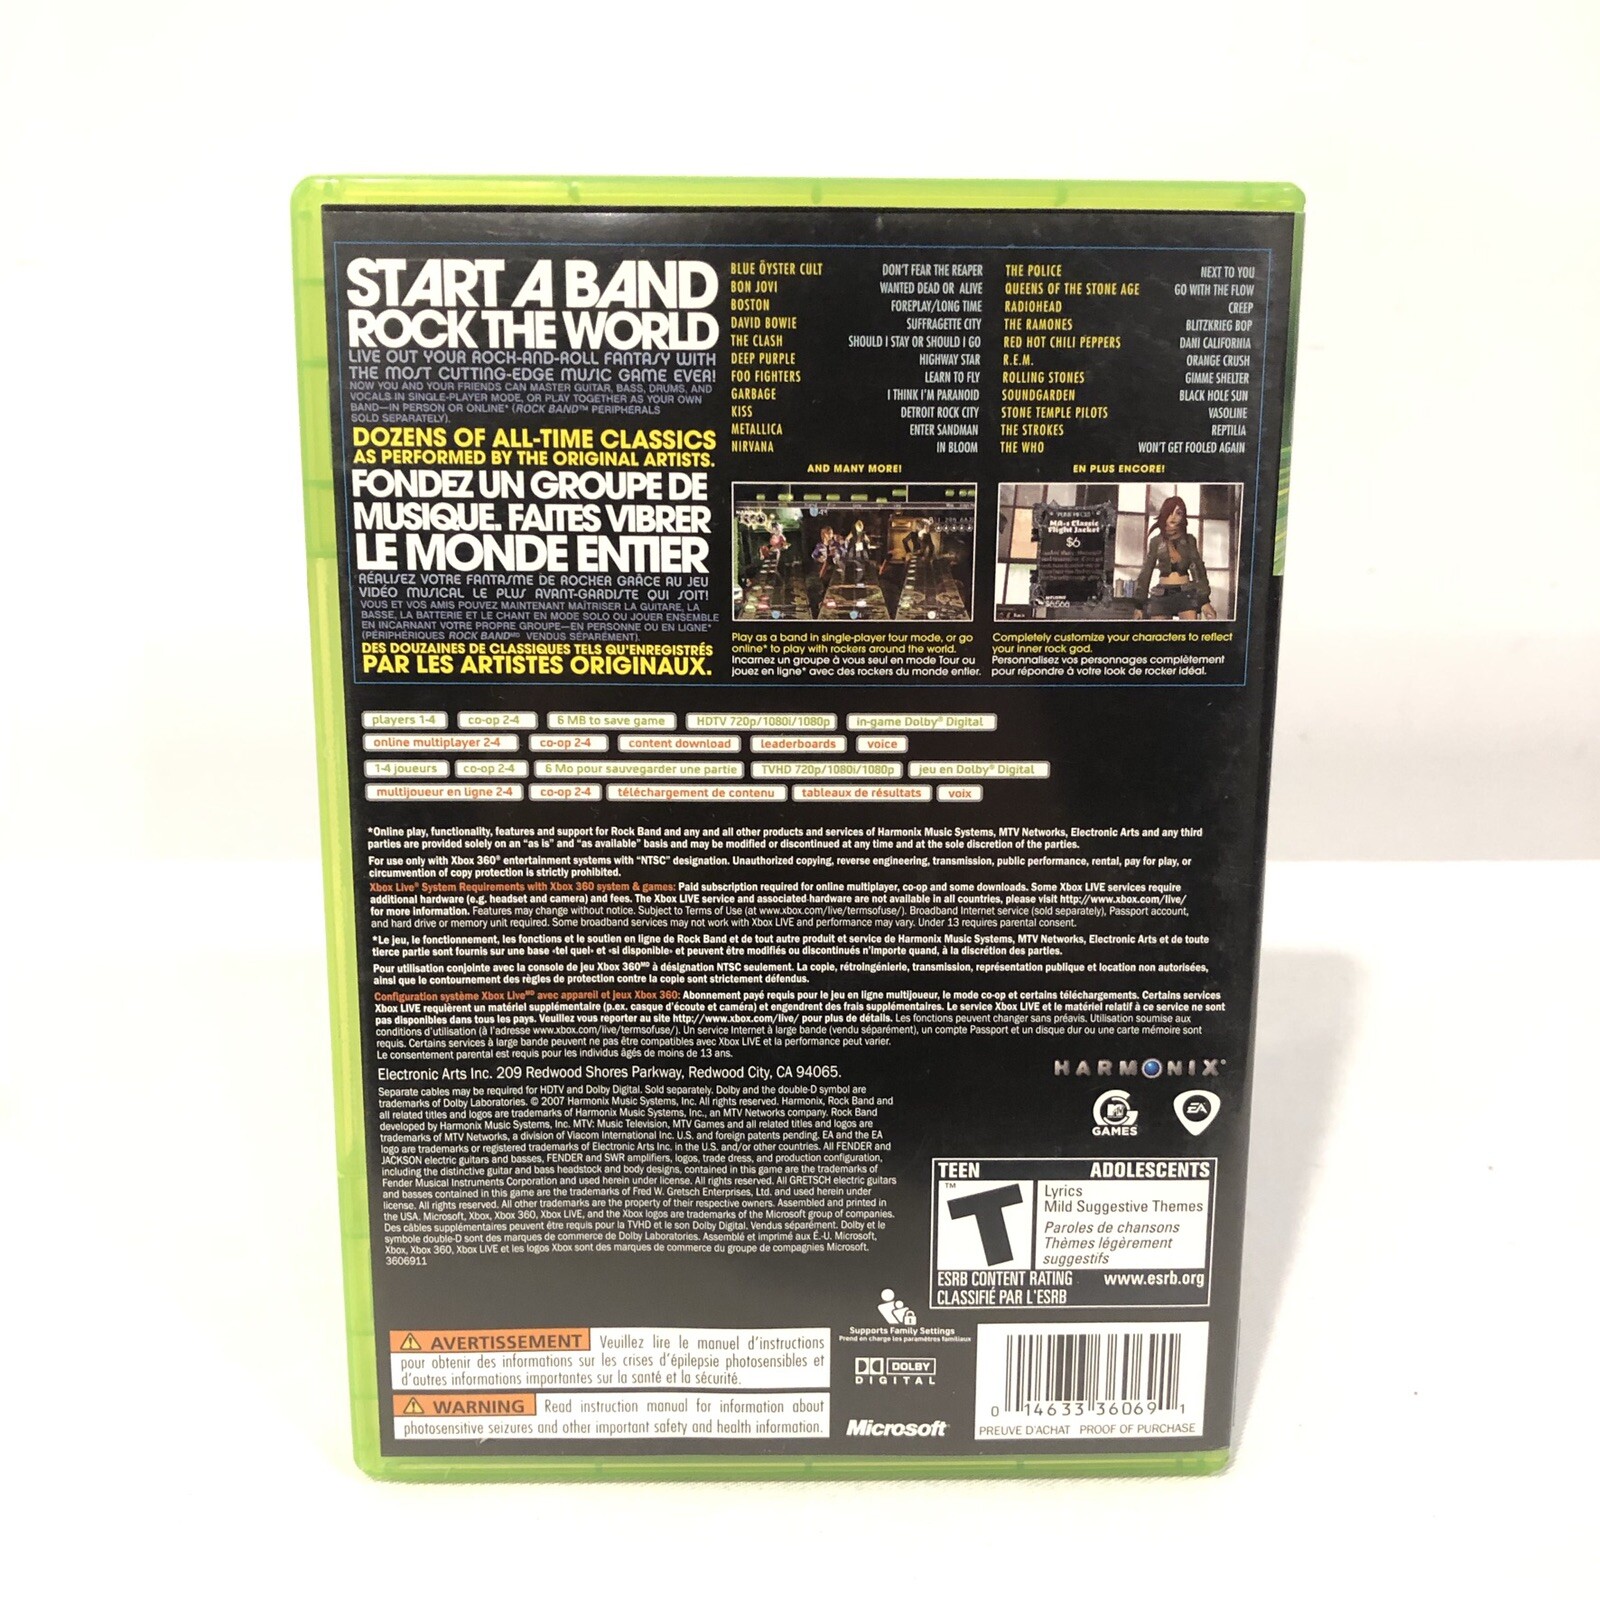 START A BAND
ROCK THE WORLD
LIVE OUT YOUR ROCK-AND-ROLL FANTASY WITH
THE MOST CUTTING-EDGE MUSIC GAME EVER!
NOW YOU AND YOUR FRIENDS CAN MASTER GUITAR, BASS, DRUMS, AND
VOCALS IN SINGLE-PLAYER MODE, OR PLAY TOGETHER AS YOUR OWN
BAND—IN PERSON OR ONLINE* (ROCK BAND™ PERIPHERALS
SOLD SEPARATELY).
DOZENS OF ALL-TIME CLASSICS
AS PERFORMED BY THE ORIGINAL ARTISTS.
FONDEZ UN GROUPE DE
MUSIQUE. FAITES VIBRER
LE MONDE ENTIER
RÉALISEZ VOTRE FANTASME DE ROCHER GRÂCE AU JEU
VIDÉO MUSICAL LE PLUS AVANT-GARDISTE QUI SOIT!
VOUS ET VOS AMIS POUVEZ MAINTENANT MAÎTRISER LA GUITARE, LA
BASSE, LA BATTERIE ET LE CHANT EN MODE SOLO OU JOUER ENSEMBLE
EN INCARNANT VOTRE PROPRE GROUPE—EN PERSONNE OU EN LIGNE*
(PÉRIPHÉRIQUES ROCK BANDMD VENDUS SÉPARÉMENT).
DES DOUZAINES DE CLASSIQUES TELS QU'ENREGISTRÉS
PAR LES ARTISTES ORIGINAUX.
BLUE ÖYSTER CULT DON'T FEAR THE REAPER
BON JOVI WANTED DEAD OR ALIVE
BOSTON FOREPLAY/LONG TIME
DAVID BOWIE SUFFRAGETTE CITY
THE CLASH SHOULD I STAY OR SHOULD I GO
DEEP PURPLE HIGHWAY STAR
FOO FIGHTERS LEARN TO FLY
GARBAGE I THINK I'M PARANOID
KISS DETROIT ROCK CITY
METALLICA ENTER SANDMAN
NIRVANA IN BLOOM
AND MANY MORE!
THE POLICE NEXT TO YOU
QUEENS OF THE STONE AGE GO WITH THE FLOW
RADIOHEAD CREEP
THE RAMONES BLITZKRIEG BOP
RED HOT CHILI PEPPERS DANI CALIFORNIA
R.E.M. ORANGE CRUSH
ROLLING STONES GIMME SHELTER
SOUNDGARDEN BLACK HOLE SUN
STONE TEMPLE PILOTS VASOLINE
THE STROKES REPTILIA
THE WHO WON'T GET FOOLED AGAIN
EN PLUS ENCORE!
MA-1 Classic
Flight Jacket
$6
Play as a band in single-player tour mode, or go
online* to play with rockers around the world.
Incarnez un groupe à vous seul en mode Tour ou
jouez en ligne* avec des rockers du monde entier.
Completely customize your characters to reflect
your inner rock god.
Personnalisez vos personnages complètement
pour répondre à votre look de rocker idéal.
players 1-4 co-op 2-4 6 MB to save game HDTV 720p/1080i/1080p in-game Dolby® Digital
online multiplayer 2-4 co-op 2-4 content download leaderboards voice
1-4 joueurs co-op 2-4 6 Mo pour sauvegarder une partie TVHD 720p/1080i/1080p jeu en Dolby® Digital
multijoueur en ligne 2-4 co-op 2-4 téléchargement de contenu tableaux de résultats voix
*Online play, functionality, features and support for Rock Band and any and all other products and services of Harmonix Music Systems, MTV Networks, Electronic Arts and any third
parties are provided solely on an "as is" and "as available" basis and may be modified or discontinued at any time and at the sole discretion of the parties.
For use only with Xbox 360® entertainment systems with "NTSC" designation. Unauthorized copying, reverse engineering, transmission, public performance, rental, pay for play, or
circumvention of copy protection is strictly prohibited.
Xbox Live® System Requirements with Xbox 360 system & games: Paid subscription required for online multiplayer, co-op and some downloads. Some Xbox LIVE services require
additional hardware (e.g. headset and camera) and fees. The Xbox LIVE service and associated hardware are not available in all countries, please visit http://www.xbox.com/live/
for more information. Features may change without notice. Subject to Terms of Use (at www.xbox.com/live/termsofuse/). Broadband Internet service (sold separately), Passport account,
and hard drive or memory unit required. Some broadband services may not work with Xbox LIVE and performance may vary. Under 13 requires parental consent.
*Le jeu, le fonctionnement, les fonctions et le soutien en ligne de Rock Band et de tout autre produit et service de Harmonix Music Systems, MTV Networks, Electronic Arts et de toute
tierce partie sont fournis sur une base «tel quel» et «si disponible» et peuvent être modifiés ou discontinués n'importe quand, à la discrétion des parties.
Pour utilisation conjointe avec la console de jeu Xbox 360MD à désignation NTSC seulement. La copie, rétroingénierie, transmission, représentation publique et location non autorisées,
ainsi que le contournement des règles de protection contre la copie sont strictement défendus.
Configuration système Xbox LiveMD avec appareil et jeux Xbox 360: Abonnement payé requis pour le jeu en ligne multijoueur, le mode co-op et certains téléchargements. Certains services
Xbox LIVE requièrent un matériel supplémentaire (p.ex. casque d'écoute et caméra) et engendrent des frais supplémentaires. Le service Xbox LIVE et le matériel relatif à ce service ne sont
pas disponibles dans tous les pays. Veuillez vous reporter au site http://www.xbox.com/live/ pour plus de détails. Les fonctions peuvent changer sans préavis. Utilisation soumise aux
conditions d'utilisation (à l'adresse www.xbox.com/live/termsofuse/). Un service Internet à large bande (vendu séparément), un compte Passport et un disque dur ou une carte mémoire sont
requis. Certains services à large bande peuvent ne pas être compatibles avec Xbox LIVE et la performance peut varier.
Le consentement parental est requis pour les individus âgés de moins de 13 ans.
Electronic Arts Inc. 209 Redwood Shores Parkway, Redwood City, CA 94065.
Separate cables may be required for HDTV and Dolby Digital. Sold separately. Dolby and the double-D symbol are
trademarks of Dolby Laboratories. © 2007 Harmonix Music Systems, Inc. All rights reserved. Harmonix, Rock Band and
all related titles and logos are trademarks of Harmonix Music Systems, Inc., an MTV Networks company. Rock Band
developed by Harmonix Music Systems, Inc. MTV: Music Television, MTV Games and all related titles and logos are
trademarks of MTV Networks, a division of Viacom International Inc. U.S. and foreign patents pending. EA and the EA
logo are trademarks or registered trademarks of Electronic Arts Inc. in the U.S. and/or other countries. All FENDER and
JACKSON electric guitars and basses, FENDER and SWR amplifiers, logos, trade dress, and production configuration,
including the distinctive guitar and bass headstock and body designs, contained in this game are the trademarks of
Fender Musical Instruments Corporation and used herein under license. All rights reserved. All GRETSCH electric guitars
and basses contained in this game are the trademarks of Fred W. Gretsch Enterprises, Ltd. and used herein under
license. All rights reserved. All other trademarks are the property of their respective owners. Assembled and printed in
the USA. Microsoft, Xbox, Xbox 360, Xbox LIVE, and the Xbox logos are trademarks of the Microsoft group of companies.
Des câbles supplémentaires peuvent être requis pour la TVHD et le son Dolby Digital. Vendus séparément. Dolby et le
symbole double-D sont des marques de commerce de Dolby Laboratories. Assemblé et imprimé aux É.-U. Microsoft,
Xbox, Xbox 360, Xbox LIVE et les logos Xbox sont des marques de commerce du groupe de compagnies Microsoft.
3606911
HARMONIX®
MTV
GAMES
EA
TEEN ADOLESCENTS
T ™
Lyrics
Mild Suggestive Themes
Paroles de chansons
Thèmes légèrement
suggestifs
ESRB CONTENT RATING www.esrb.org
CLASSIFIÉ PAR L'ESRB
Supports Family Settings
Prend en charge les paramètres familiaux
DOLBY
DIGITAL
Microsoft®
AVERTISSEMENT Veuillez lire le manuel d'instructions
pour obtenir des informations sur les crises d'épilepsie photosensibles et
d'autres informations importantes sur la santé et la sécurité.
WARNING Read instruction manual for information about
photosensitive seizures and other important safety and health information.
0 14633 36069 1
PREUVE D'ACHAT PROOF OF PURCHASE